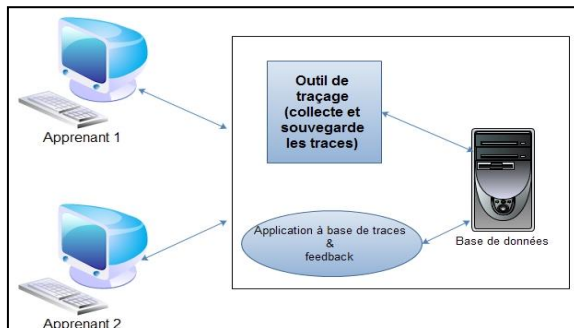 Apprenant 1
Outil de
traçage
(collecte et
souvegarde
les traces)
Base de données
Application à base de traces
&
feedback
Apprenant 2